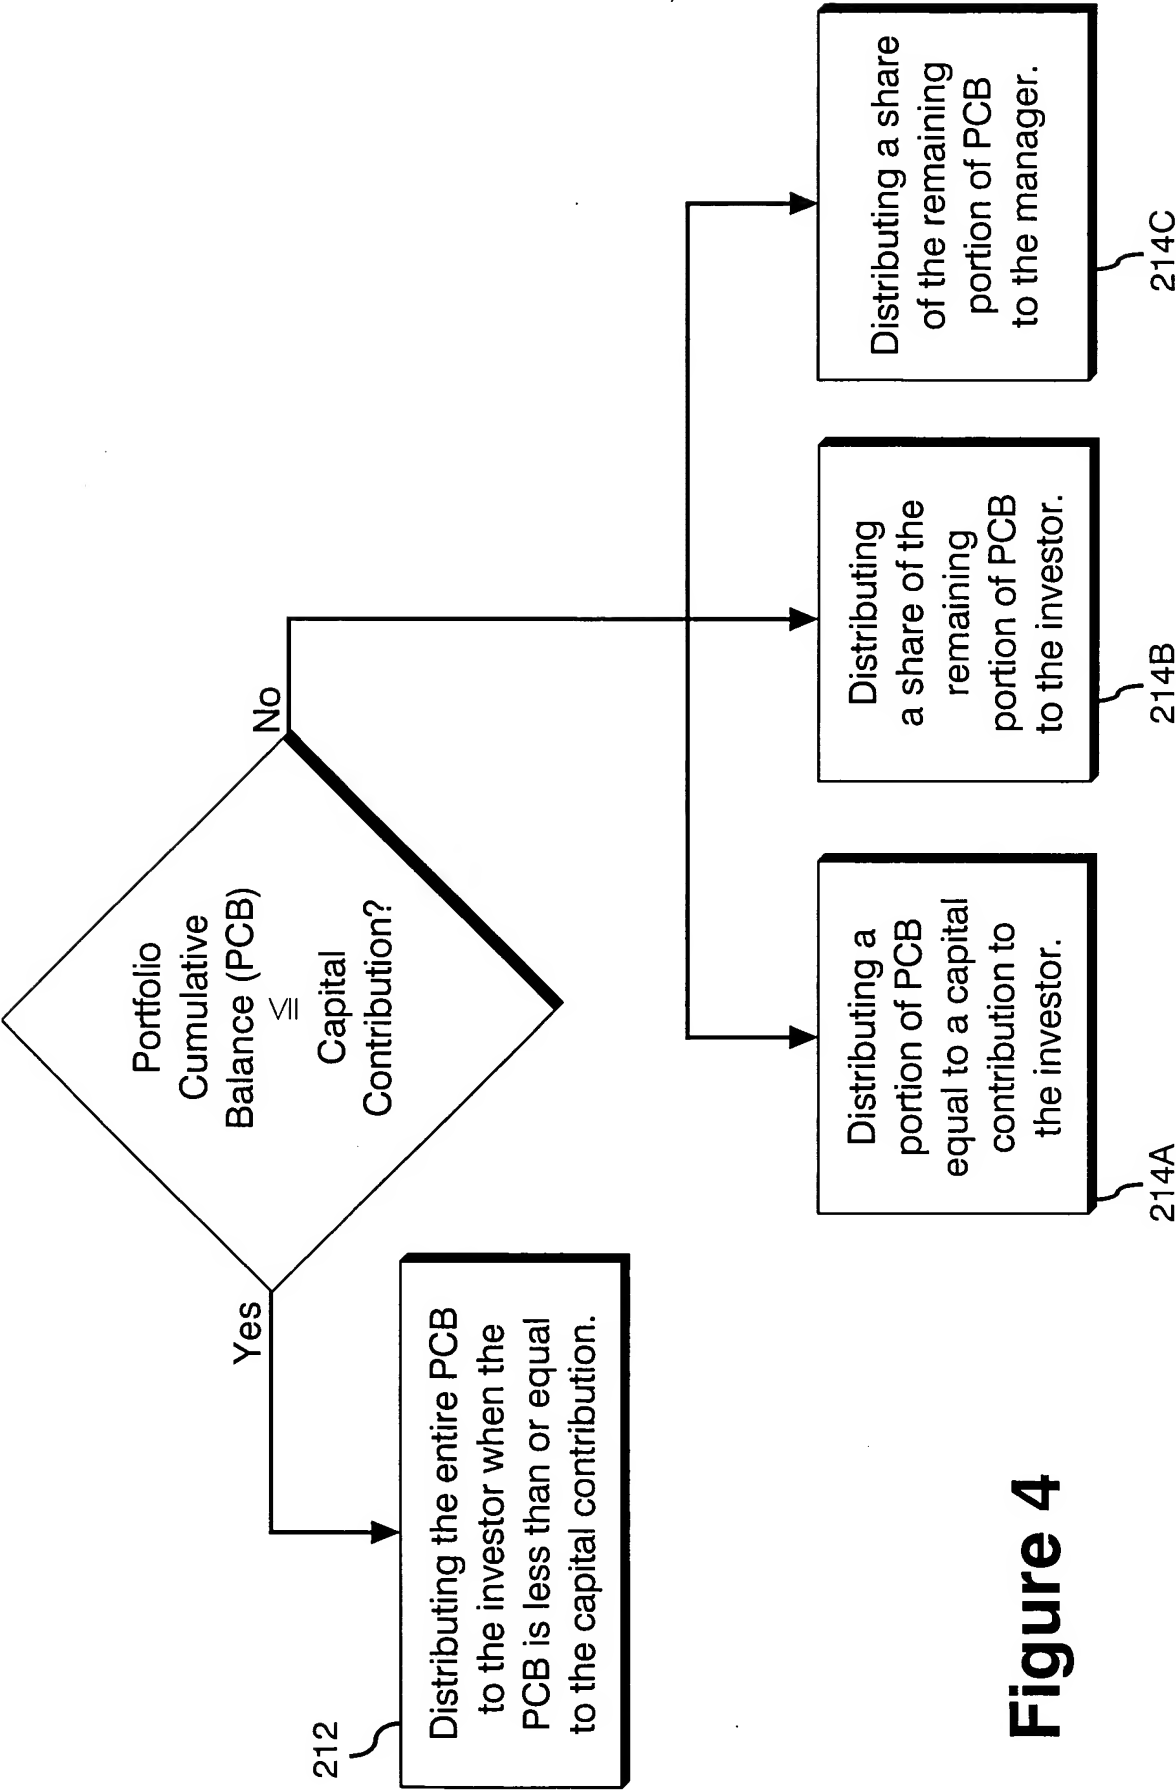 Portfolio
Cumulative
Balance (PCB)
≦
Capital
Contribution?
Yes
No
212
Distributing the entire PCB
to the investor when the
PCB is less than or equal
to the capital contribution.
Distributing a
portion of PCB
equal to a capital
contribution to
the investor.
214A
Distributing
a share of the
remaining
portion of PCB
to the investor.
214B
Distributing a share
of the remaining
portion of PCB
to the manager.
214C
Figure 4